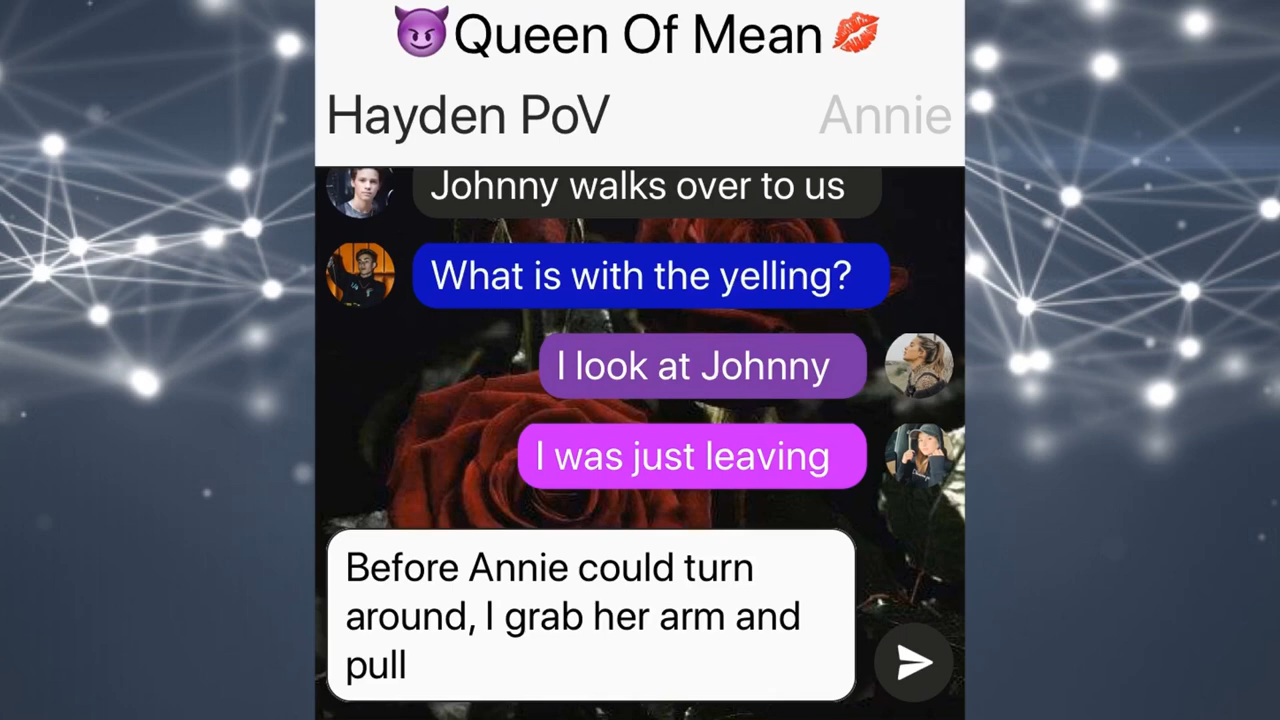 😈Queen Of Mean💋
Hayden PoV
Annie
Johnny walks over to us
What is with the yelling?
I look at Johnny
I was just leaving
Before Annie could turn
around, I grab her arm and
pull